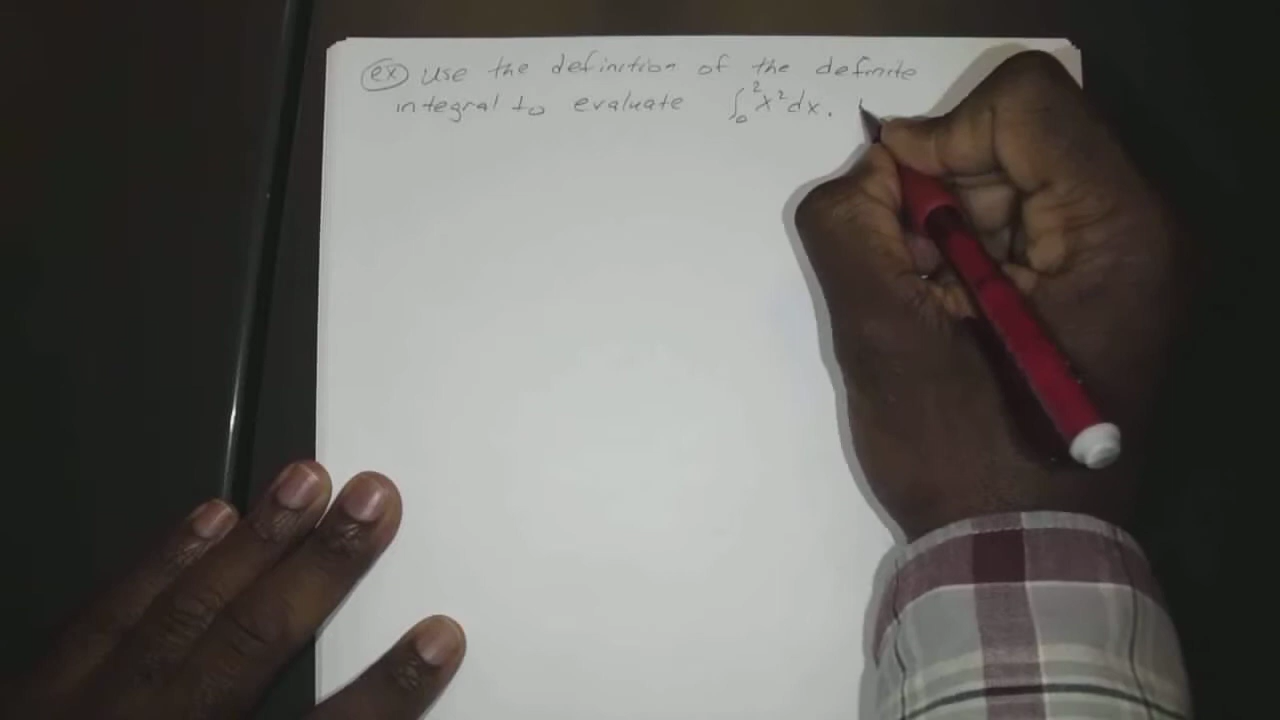 ex Use the definition of the definite
integral to evaluate ∫₀² x² dx.